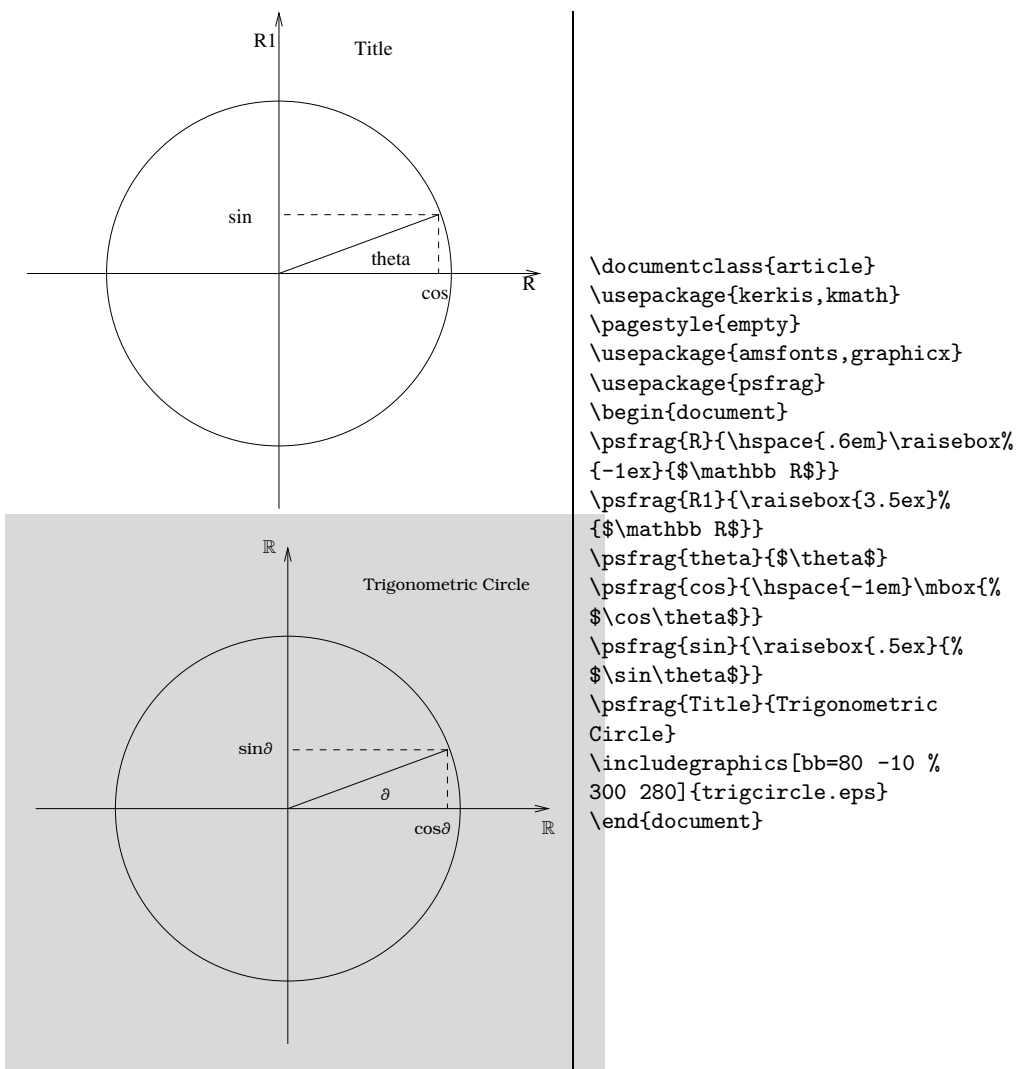 R1
Title
sin
theta
R
cos
ℝ
Trigonometric Circle
sin∂
∂
cos∂
ℝ
\documentclass{article}
\usepackage{kerkis,kmath}
\pagestyle{empty}
\usepackage{amsfonts,graphicx}
\usepackage{psfrag}
\begin{document}
\psfrag{R}{\hspace{.6em}\raisebox%
{-1ex}{$\mathbb R$}}
\psfrag{R1}{\raisebox{3.5ex}%
{$\mathbb R$}}
\psfrag{theta}{$\theta$}
\psfrag{cos}{\hspace{-1em}\mbox{%
$\cos\theta$}}
\psfrag{sin}{\raisebox{.5ex}{%
$\sin\theta$}}
\psfrag{Title}{Trigonometric
Circle}
\includegraphics[bb=80 -10 %
300 280]{trigcircle.eps}
\end{document}